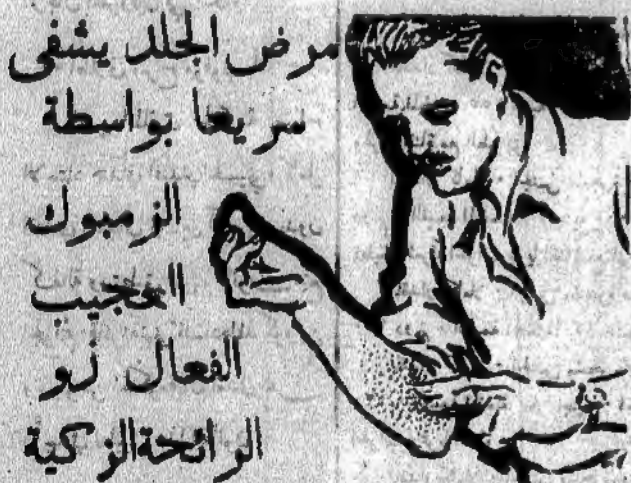 مرض الجلد يشفى
سريعا بواسطة
الزمبوك
العجيب
الفعال زو
الرائحة الزكية